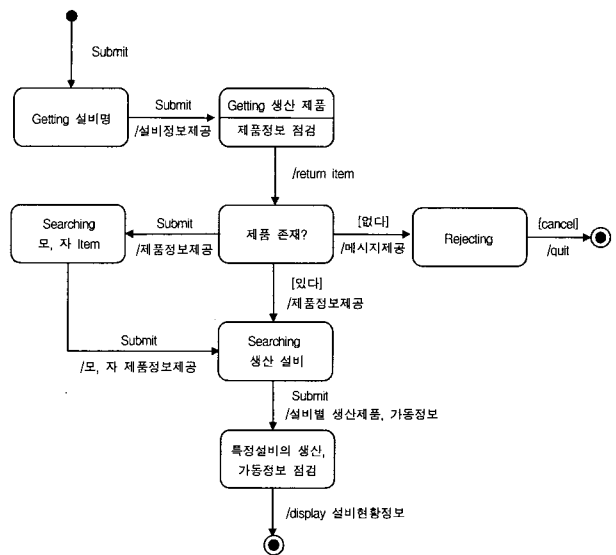 Submit
Getting 설비명
Submit
/설비정보제공
Getting 생산 제품
제품정보 점검
/return item
Searching
모, 자 Item
Submit
/제품정보제공
제품 존재?
[없다]
/메시지제공
Rejecting
[cancel]
/quit
[있다]
/제품정보제공
Submit
/모, 자 제품정보제공
Searching
생산 설비
Submit
/설비별 생산제품, 가동정보
특정설비의 생산,
가동정보 점검
/display 설비현황정보